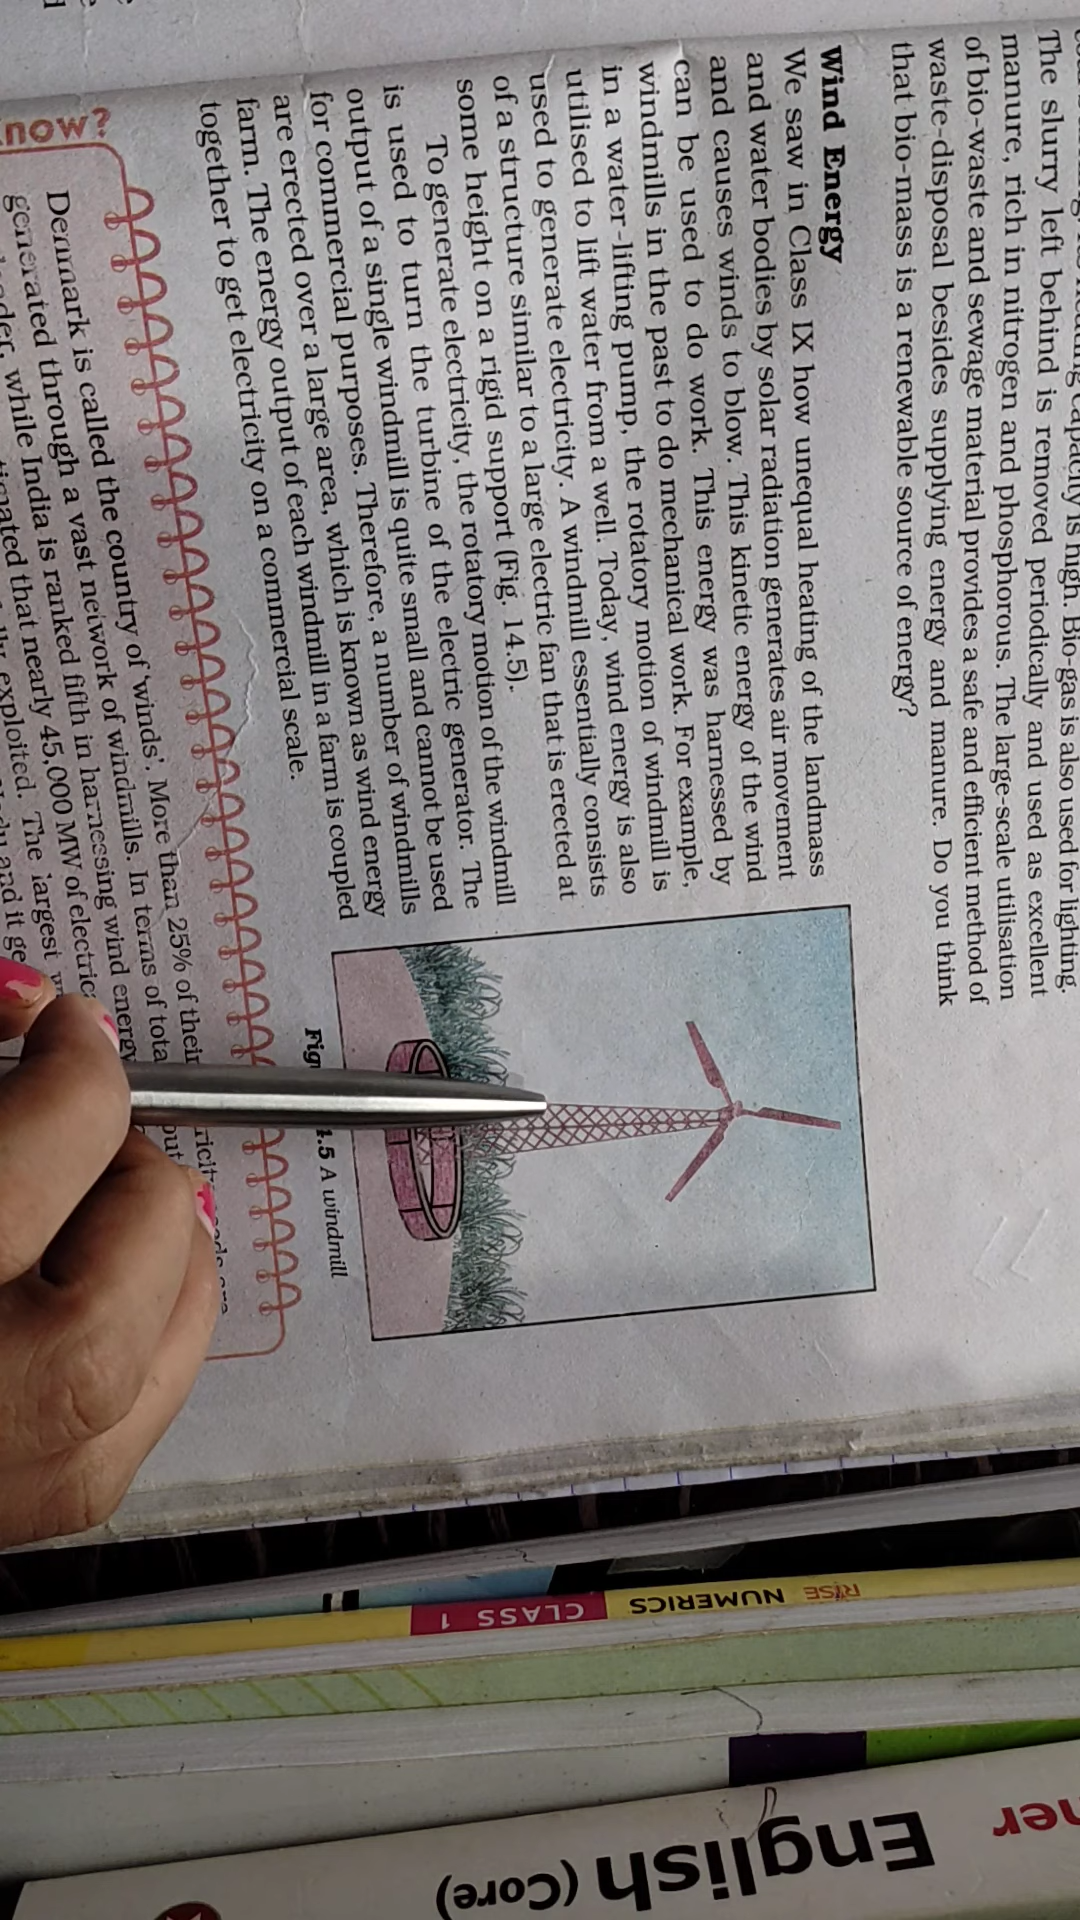 capacity is high. Bio-gas is also used for lighting.
The slurry left behind is removed periodically and used as excellent
manure, rich in nitrogen and phosphorous. The large-scale utilisation
of bio-waste and sewage material provides a safe and efficient method of
waste-disposal besides supplying energy and manure. Do you think
that bio-mass is a renewable source of energy?
Wind Energy
We saw in Class IX how unequal heating of the landmass
and water bodies by solar radiation generates air movement
and causes winds to blow. This kinetic energy of the wind
can be used to do work. This energy was harnessed by
windmills in the past to do mechanical work. For example,
in a water-lifting pump, the rotatory motion of windmill is
utilised to lift water from a well. Today, wind energy is also
used to generate electricity. A windmill essentially consists
of a structure similar to a large electric fan that is erected at
some height on a rigid support (Fig. 14.5).
To generate electricity, the rotatory motion of the windmill
is used to turn the turbine of the electric generator. The
output of a single windmill is quite small and cannot be used
for commercial purposes. Therefore, a number of windmills
are erected over a large area, which is known as wind energy
farm. The energy output of each windmill in a farm is coupled
together to get electricity on a commercial scale.
.5 A windmill
now?
Denmark is called the country of 'winds'. More than 25% of their
generated through a vast network of windmills. In terms of
while India is ranked fifth in harnessing wind energy
that nearly 45,000 MW of
exploited. The largest
and it
RISE NUMERICS CLASS 1
English (Core)